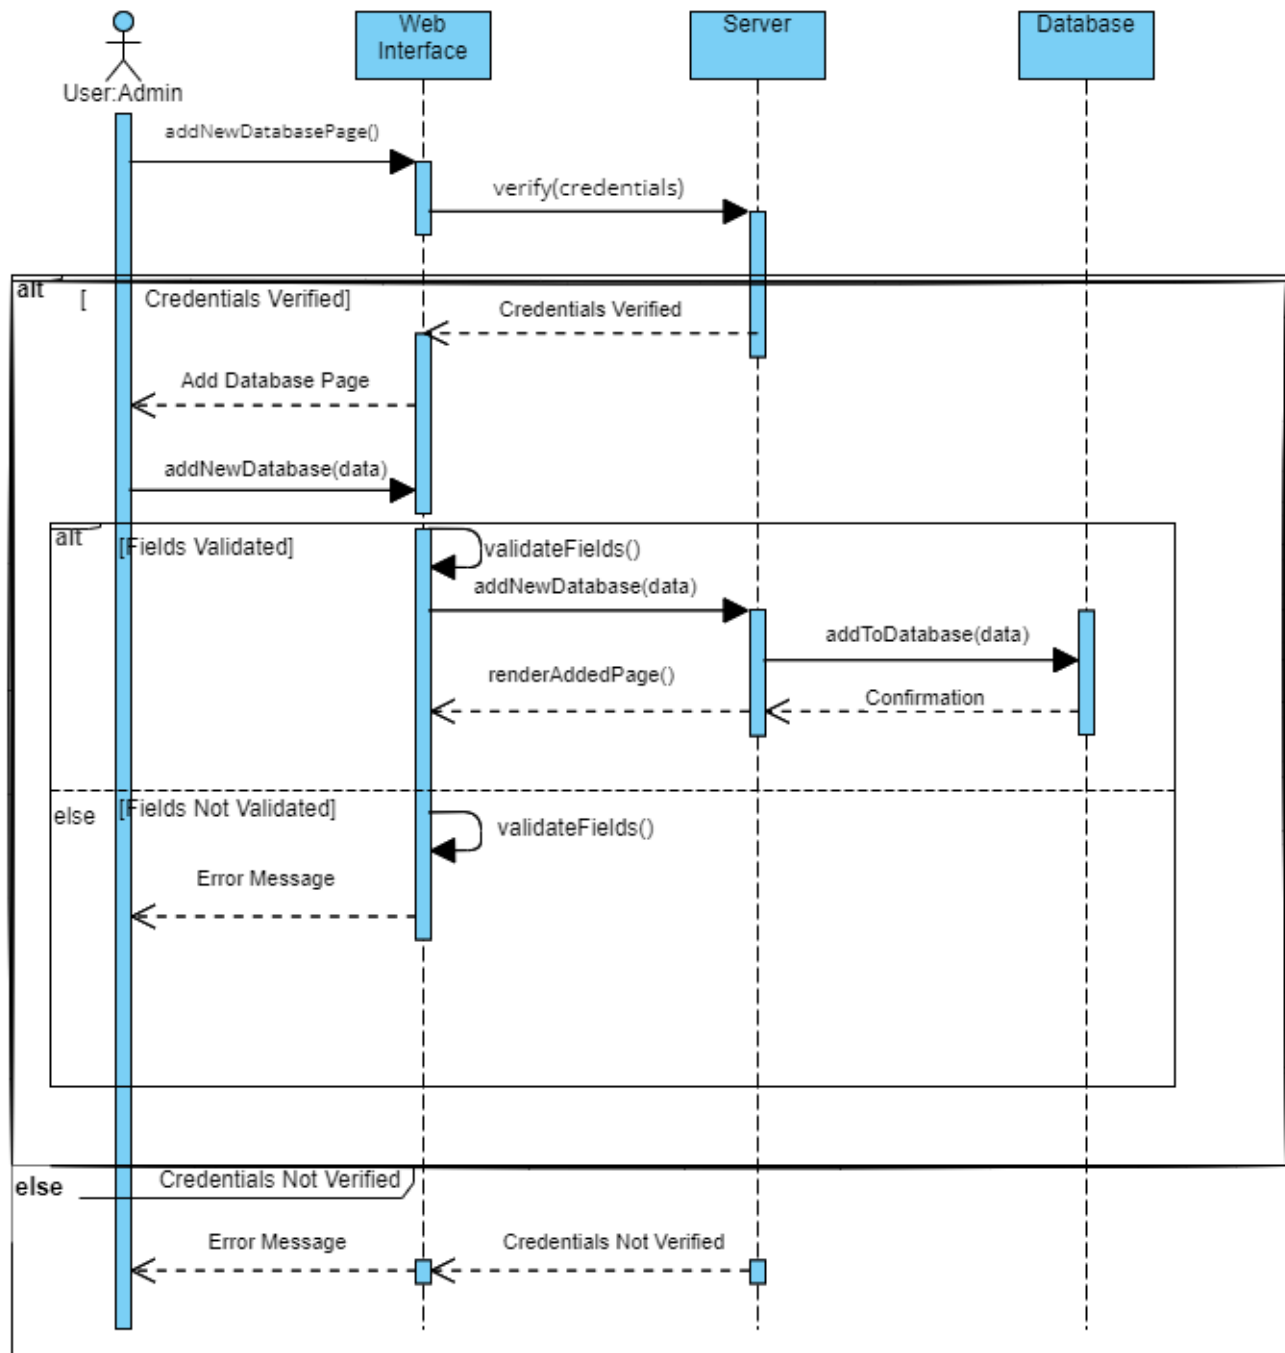 Web
Interface
Server
Database
User:Admin
addNewDatabasePage()
verify(credentials)
alt
[ Credentials Verified]
Credentials Verified
Add Database Page
addNewDatabase(data)
alt
[Fields Validated]
validateFields()
addNewDatabase(data)
addToDatabase(data)
renderAddedPage()
Confirmation
else
[Fields Not Validated]
validateFields()
Error Message
else
Credentials Not Verified
Error Message
Credentials Not Verified